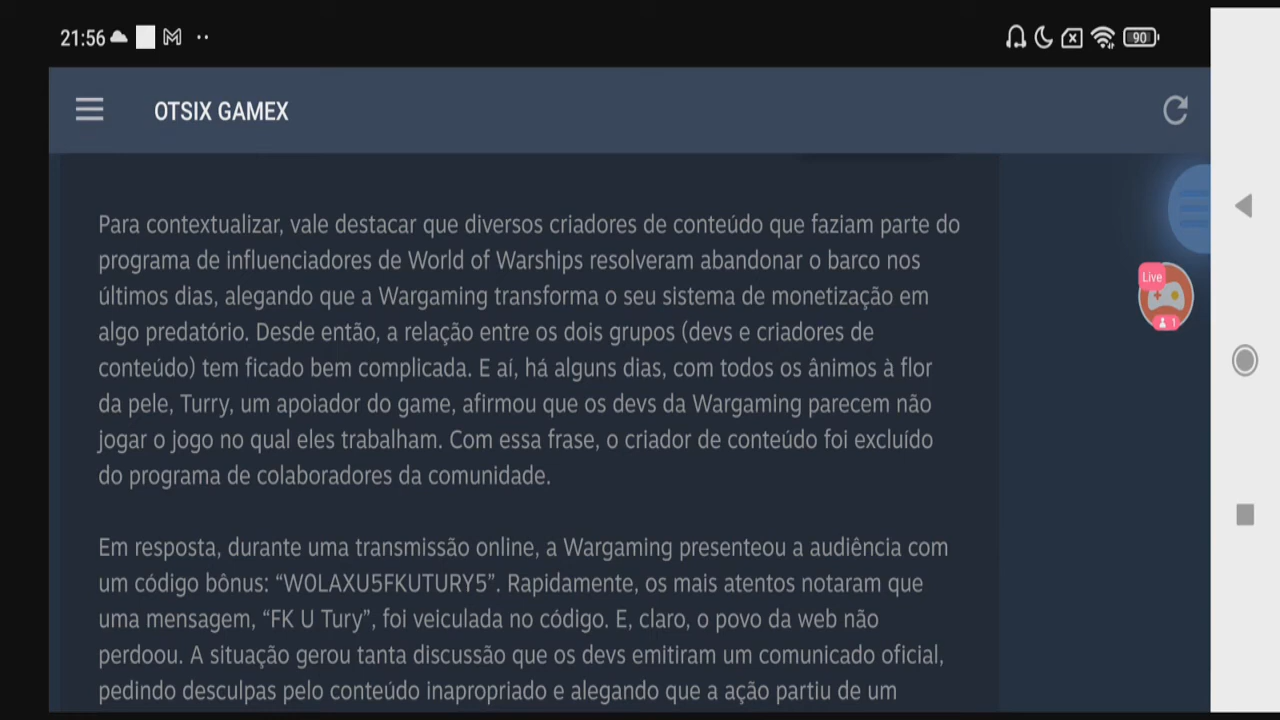 21:56
90
OTSIX GAMEX
Live
1
Para contextualizar, vale destacar que diversos criadores de conteúdo que faziam parte do
programa de influenciadores de World of Warships resolveram abandonar o barco nos
últimos dias, alegando que a Wargaming transforma o seu sistema de monetização em
algo predatório. Desde então, a relação entre os dois grupos (devs e criadores de
conteúdo) tem ficado bem complicada. E aí, há alguns dias, com todos os ânimos à flor
da pele, Turry, um apoiador do game, afirmou que os devs da Wargaming parecem não
jogar o jogo no qual eles trabalham. Com essa frase, o criador de conteúdo foi excluído
do programa de colaboradores da comunidade.
Em resposta, durante uma transmissão online, a Wargaming presenteou a audiência com
um código bônus: “W0LAXU5FKUTURY5”. Rapidamente, os mais atentos notaram que
uma mensagem, “FK U Tury”, foi veiculada no código. E, claro, o povo da web não
perdoou. A situação gerou tanta discussão que os devs emitiram um comunicado oficial,
pedindo desculpas pelo conteúdo inapropriado e alegando que a ação partiu de um